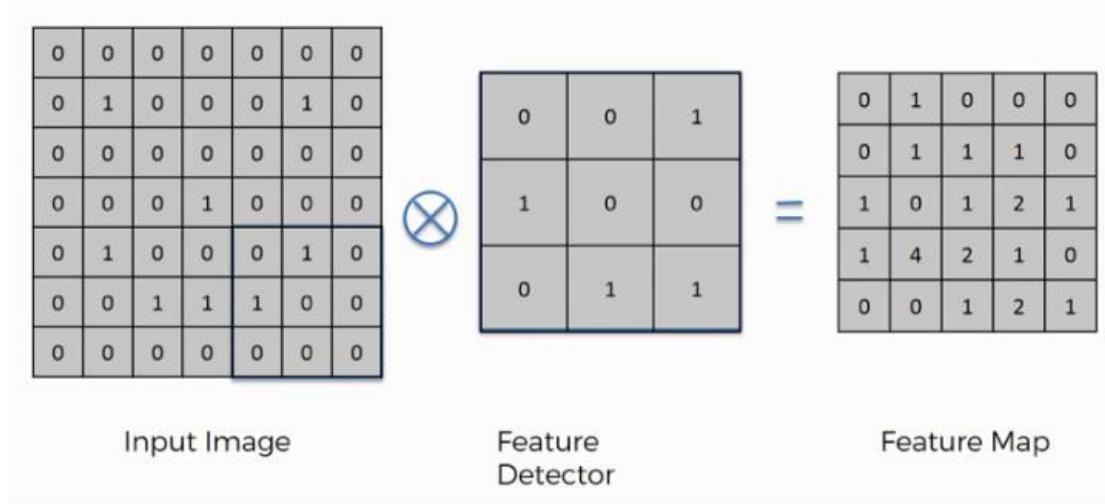 0 0 0 0 0 0 0
0 1 0 0 0 1 0
0 0 0 0 0 0 0
0 0 0 1 0 0 0
0 1 0 0 0 1 0
0 0 1 1 1 0 0
0 0 0 0 0 0 0
Input Image
0 0 1
1 0 0
0 1 1
Feature
Detector
=
0 1 0 0 0
0 1 1 1 0
1 0 1 2 1
1 4 2 1 0
0 0 1 2 1
Feature Map